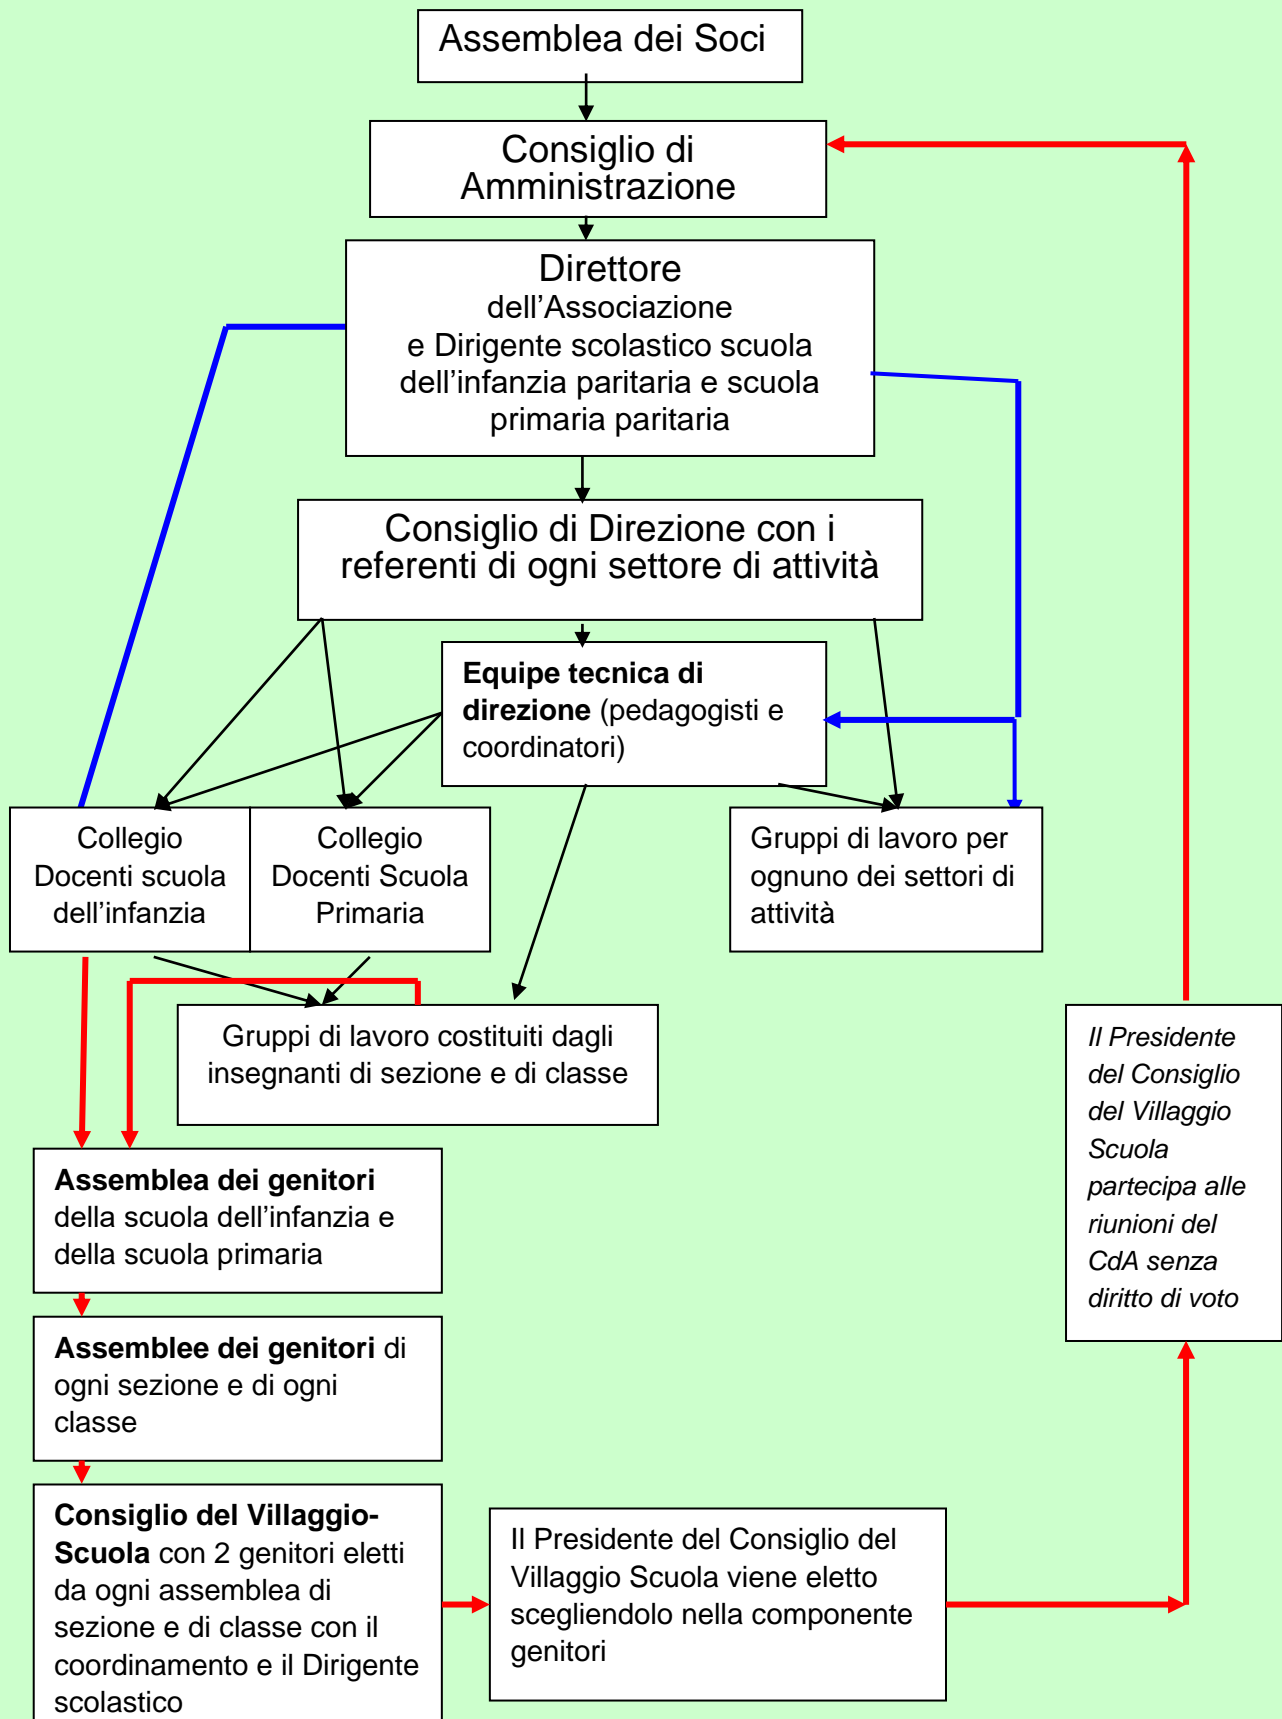 Assemblea dei Soci
Consiglio di
Amministrazione
Direttore
dell’Associazione
e Dirigente scolastico scuola
dell’infanzia paritaria e scuola
primaria paritaria
Consiglio di Direzione con i
referenti di ogni settore di attività
Equipe tecnica di
direzione (pedagogisti e
coordinatori)
Collegio
Docenti scuola
dell’infanzia
Collegio
Docenti Scuola
Primaria
Gruppi di lavoro per
ognuno dei settori di
attività
Gruppi di lavoro costituiti dagli
insegnanti di sezione e di classe
Il Presidente
del Consiglio
del Villaggio
Scuola
partecipa alle
riunioni del
CdA senza
diritto di voto
Assemblea dei genitori
della scuola dell’infanzia e
della scuola primaria
Assemblee dei genitori di
ogni sezione e di ogni
classe
Consiglio del Villaggio-
Scuola con 2 genitori eletti
da ogni assemblea di
sezione e di classe con il
coordinamento e il Dirigente
scolastico
Il Presidente del Consiglio del
Villaggio Scuola viene eletto
scegliendolo nella componente
genitori